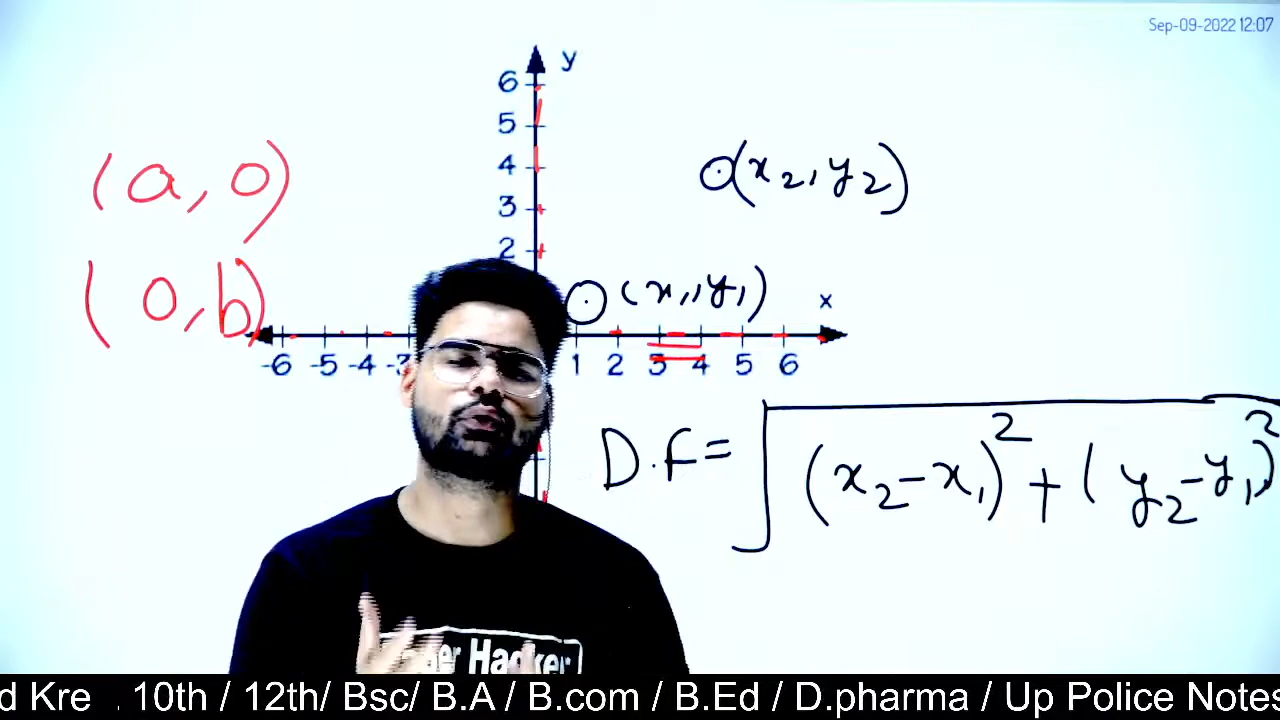 Sep-09-2022 12:07
y
6
5
4
3
2
(a, 0)
(x2, y2)
(0, b)
(x1, y1)
x
-6 -5 -4 -3 1 2 3 4 5 6
D.F = √(x2 - x1)2 + (y2 - y1)2
Hacker
d Kre . 10th / 12th/ Bsc/ B.A / B.com / B.Ed / D.pharma / Up Police Notes